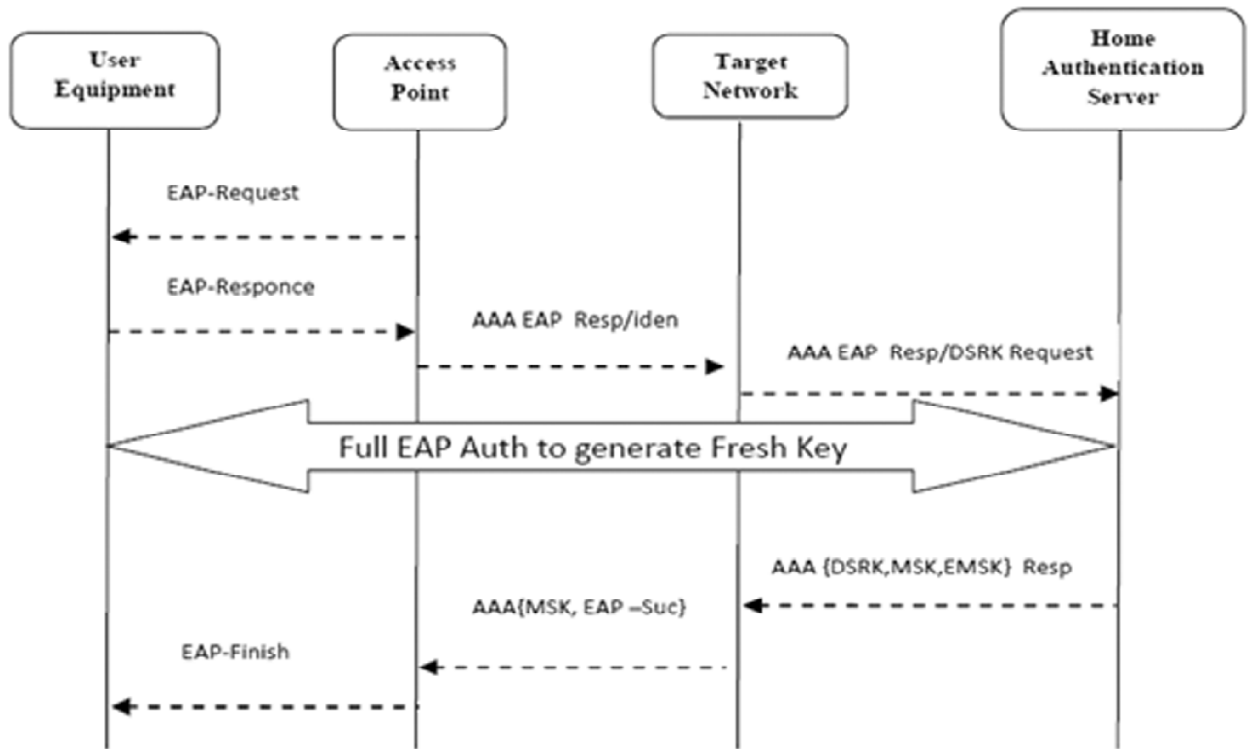 User
Equipment
Access
Point
Target
Network
Home
Authentication
Server
EAP-Request
EAP-Responce
AAA EAP Resp/iden
AAA EAP Resp/DSRK Request
Full EAP Auth to generate Fresh Key
AAA {DSRK,MSK,EMSK} Resp
AAA{MSK, EAP –Suc}
EAP-Finish